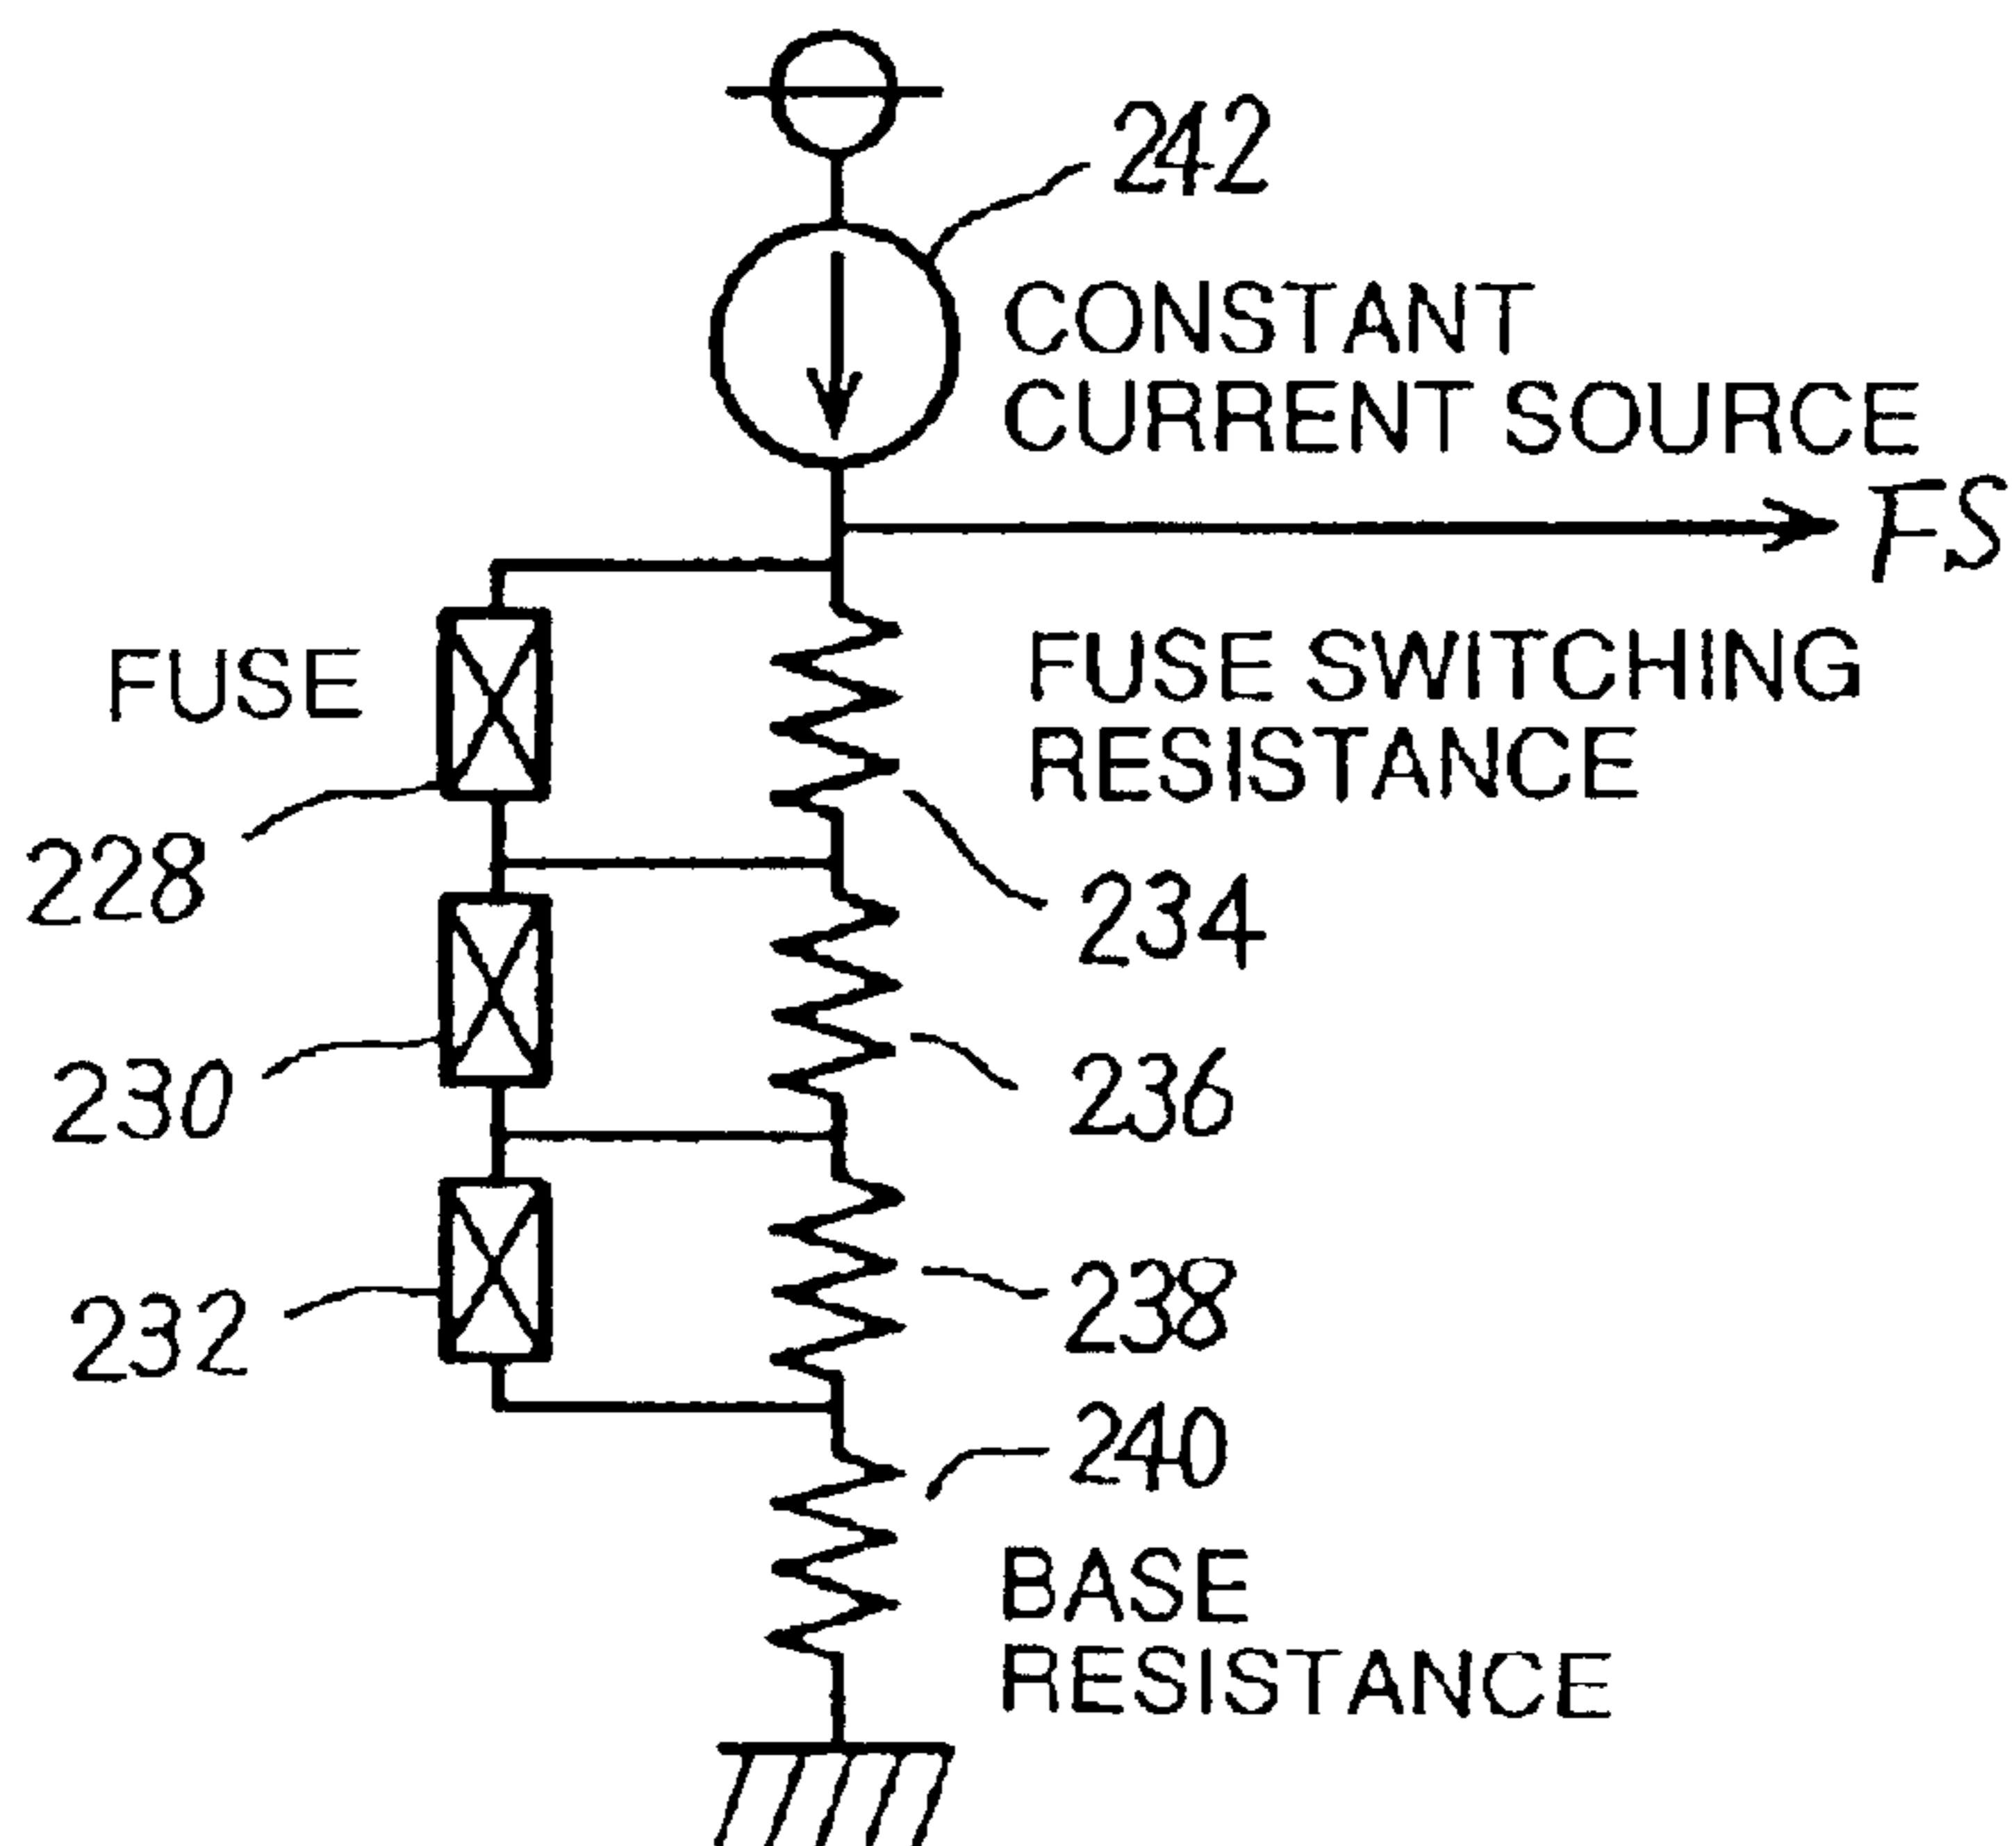 242
CONSTANT
CURRENT SOURCE
FS
FUSE
FUSE SWITCHING
RESISTANCE
228
234
230
236
232
238
240
BASE
RESISTANCE